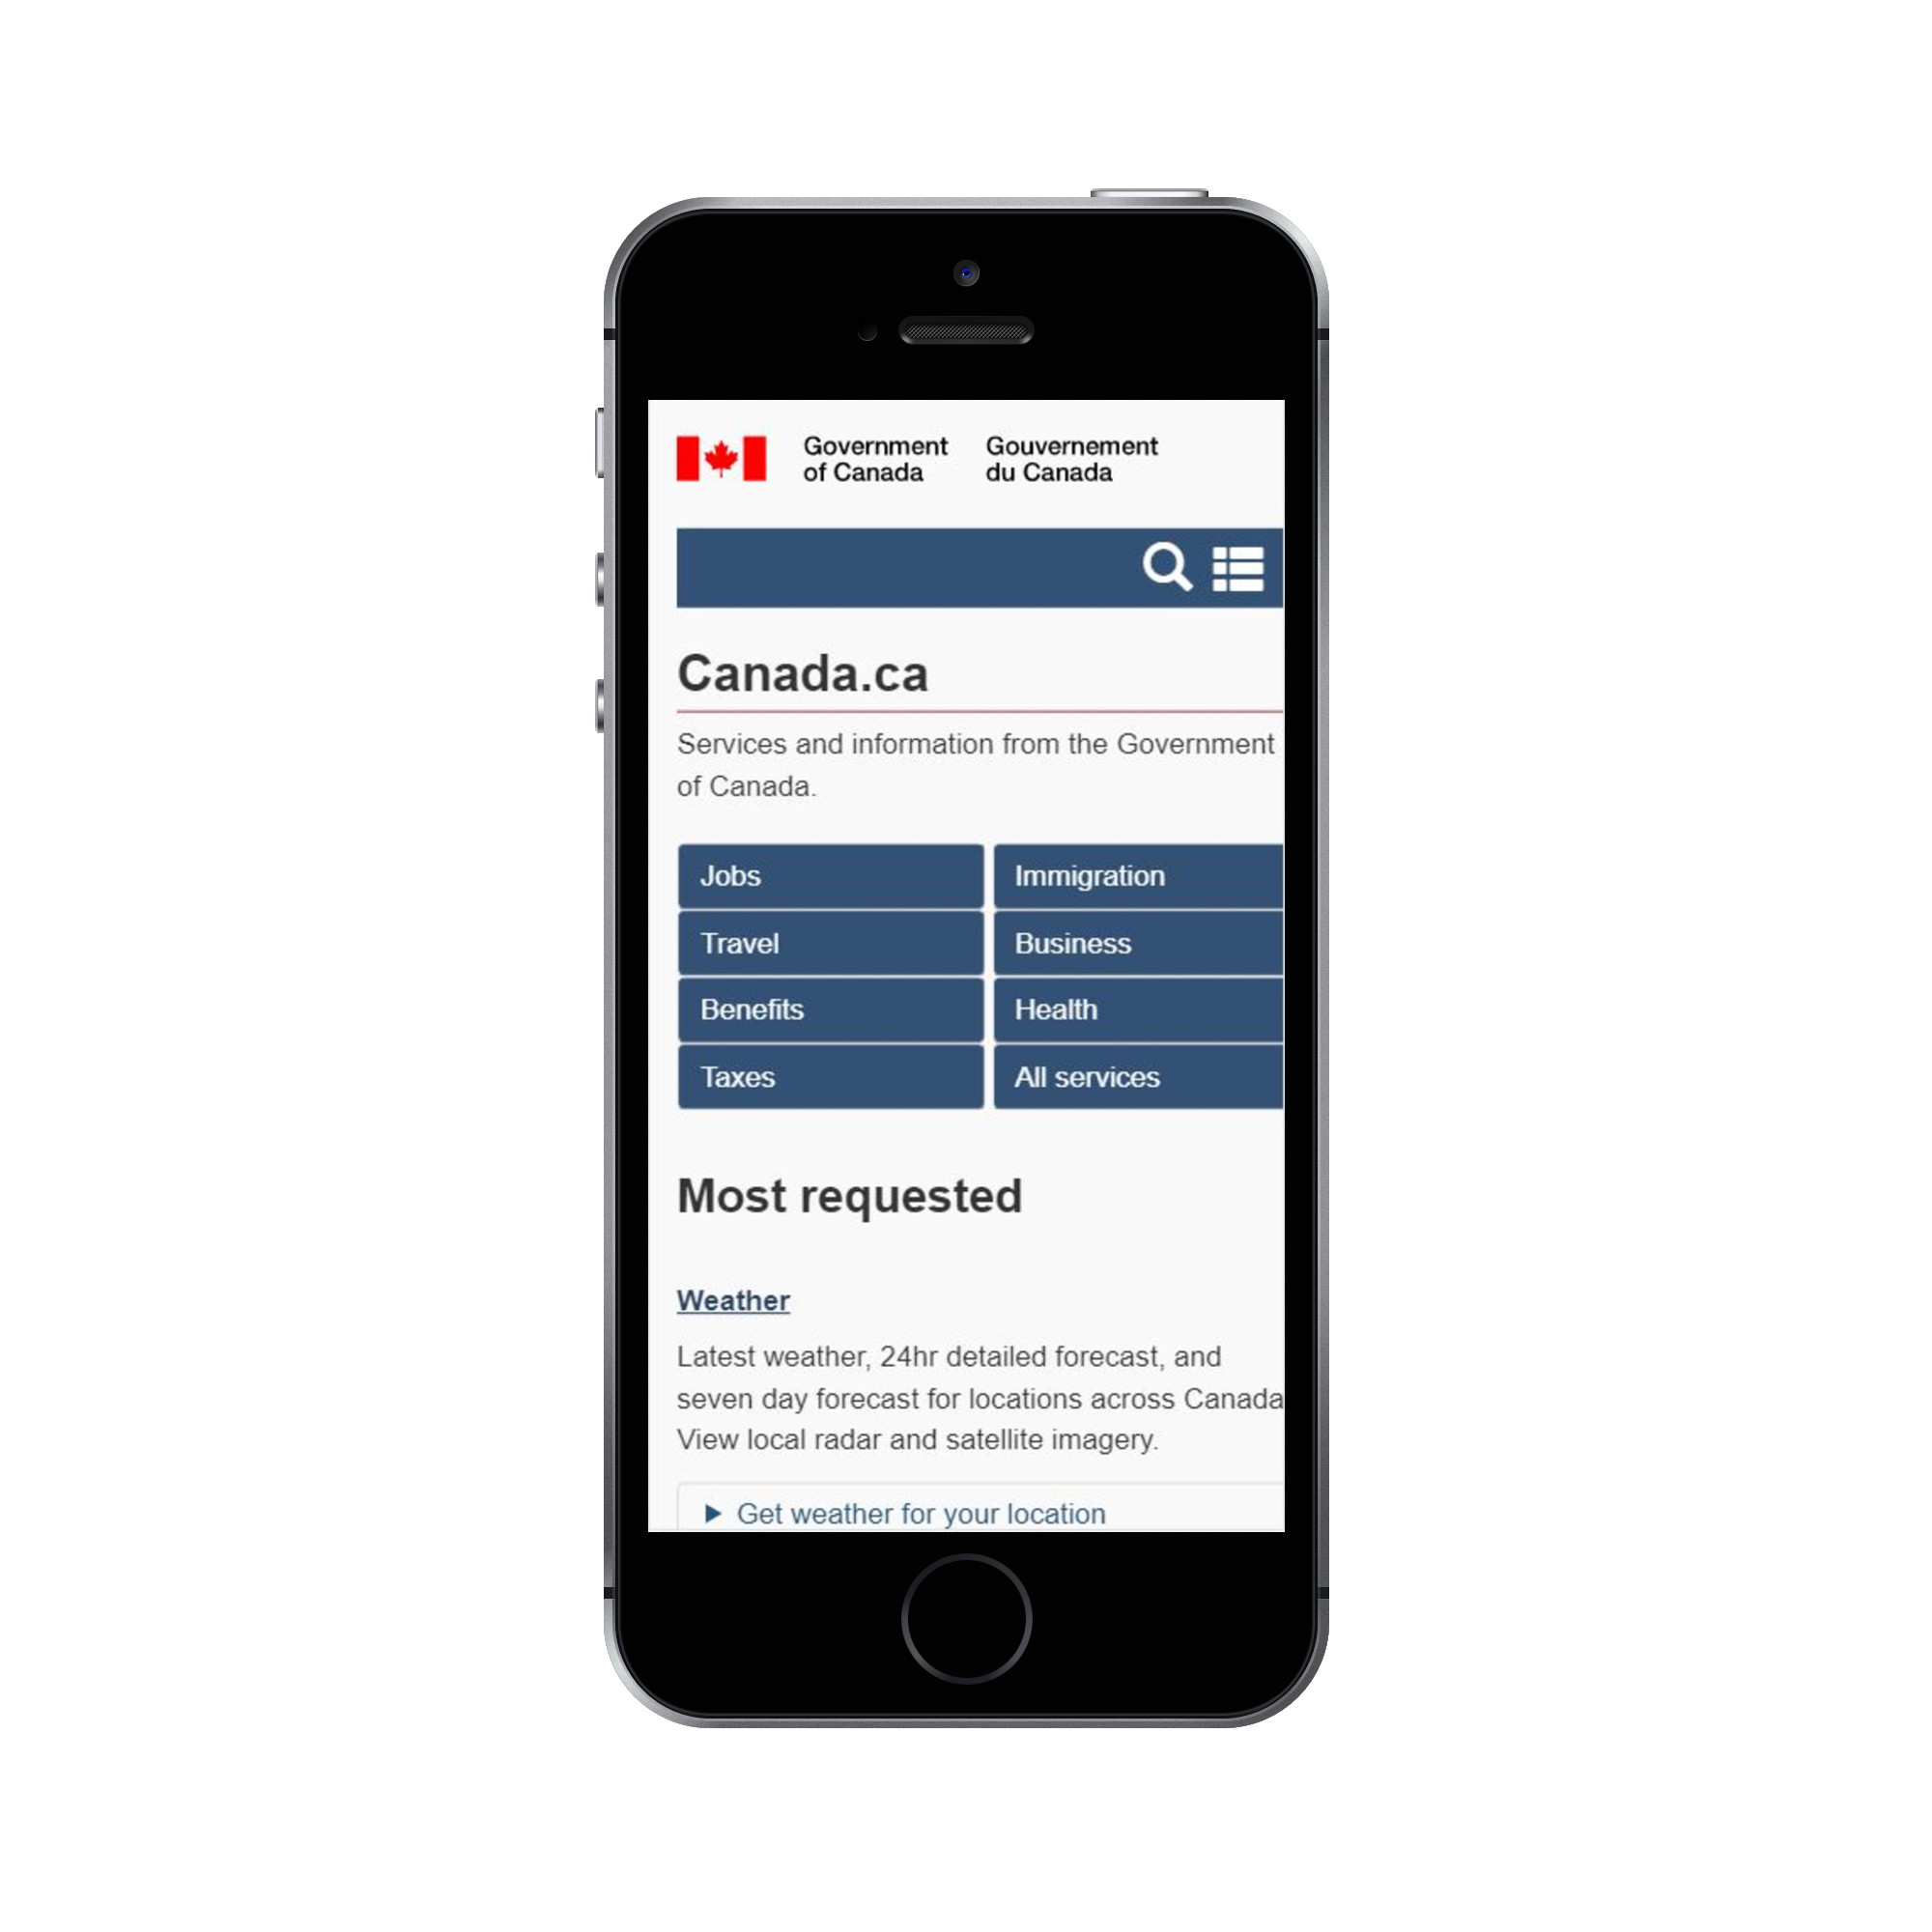 Government
of Canada
Gouvernement
du Canada
Canada.ca
Services and information from the Government
of Canada.
Jobs
Immigration
Travel
Business
Benefits
Health
Taxes
All services
Most requested
Weather
Latest weather, 24hr detailed forecast, and
seven day forecast for locations across Canada
View local radar and satellite imagery.
Get weather for your location